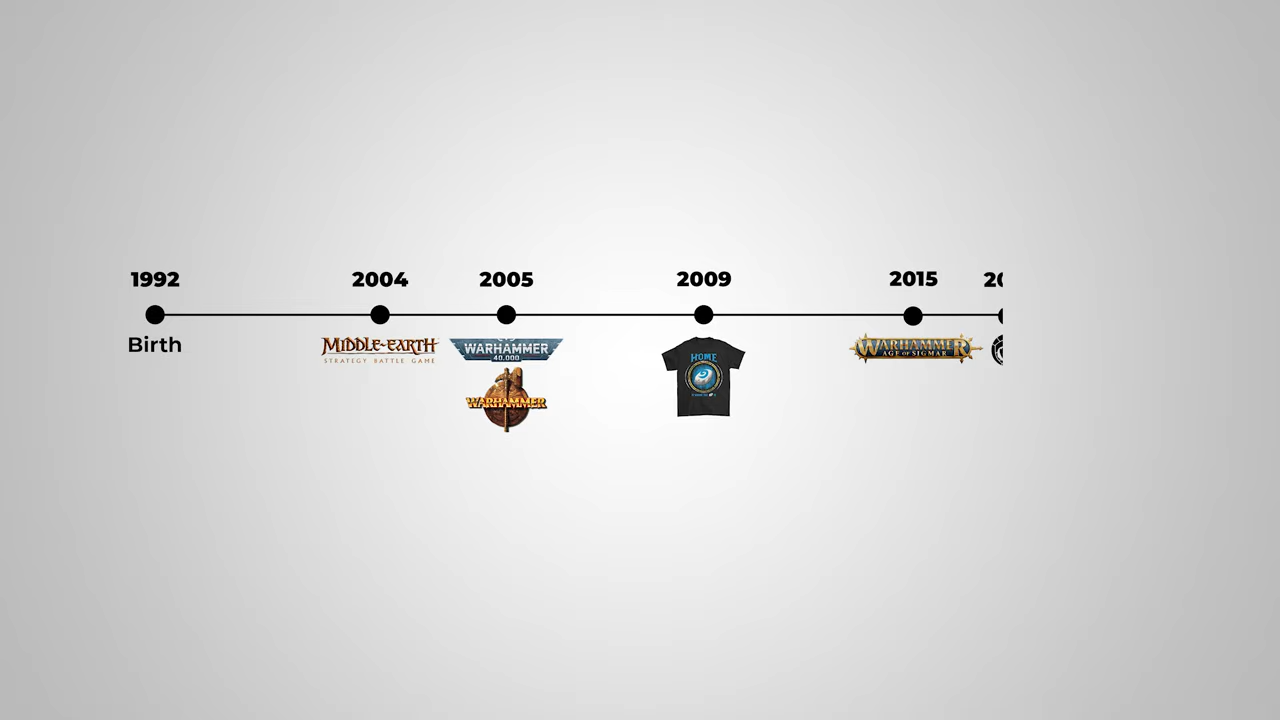 1992
2004
2005
2009
2015
20
Birth
MIDDLE-EARTH
STRATEGY BATTLE GAME
WARHAMMER
40,000
WARHAMMER
HOME
WARHAMMER
AGE OF SIGMAR